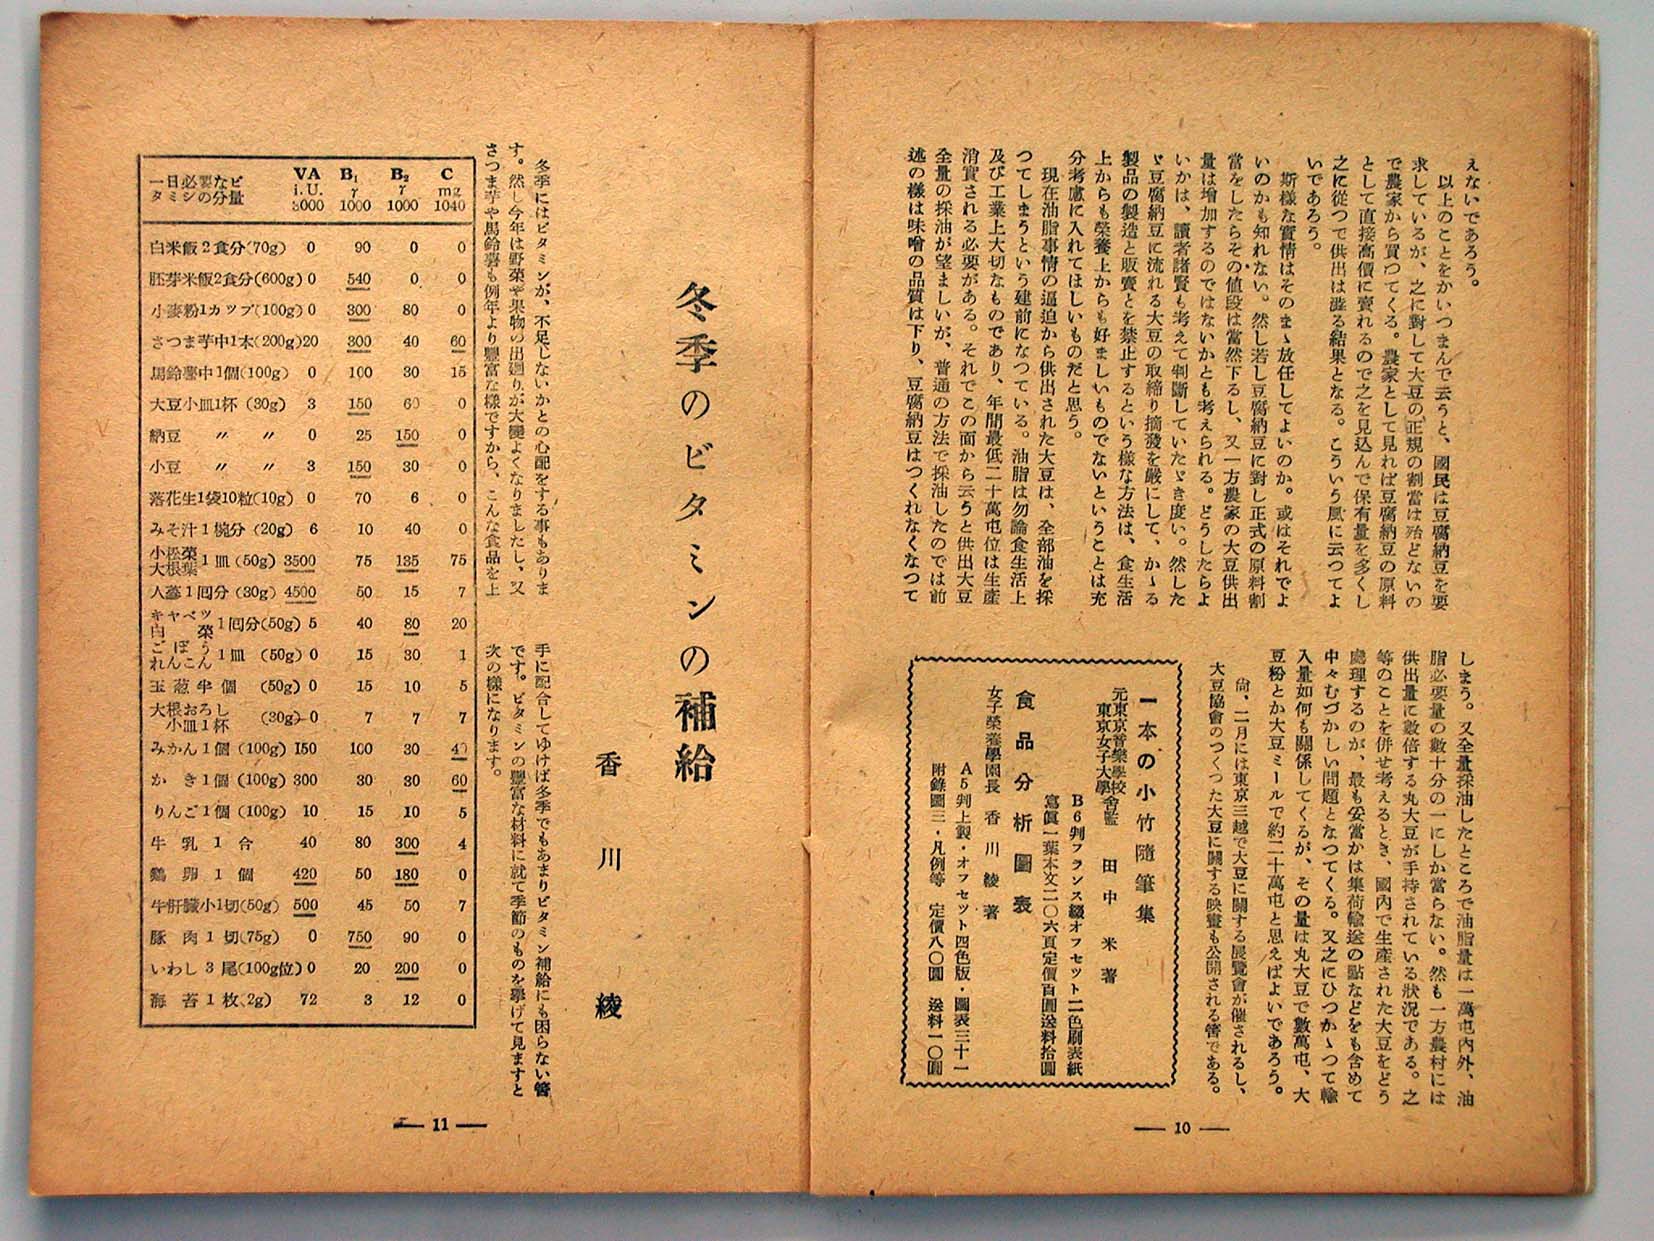 えないであろう。
以上のことをかいつまんで云うと、國民は豆腐納豆を要
求しているが、之に對して大豆の正規の割當は殆どないの
で農家から買つてくる。農家として見れば豆腐納豆の原料
として直接高價に賣れるので之を見込んで保有量を多くし
之に從つて供出は澁る結果となる。こういう風に云つてよ
いであろう。
斯樣な實情はそのまゝ放任してよいのか。或はそれでよ
いのかも知れない。然し若し豆腐納豆に對し正式の原料割
當をしたらその値段は當然下るし、又一方農家の大豆供出
量は增加するのではないかとも考えられる。どうしたらよ
いかは、讀者諸賢も考えて判斷していたゞき度い。然した
ゞ豆腐納豆に流れる大豆の取締り摘發を嚴にして、かゝる
製品の製造と販賣とを禁止するという樣な方法は、食生活
上からも榮養上からも好ましいものでないということは充
分考慮に入れてほしいものだと思う。
現在油脂事情の逼迫から供出された大豆は、全部油を採
つてしまうという建前になつている。油脂は勿論食生活上
及び工業上大切なものであり、年間最低二十萬屯位は生產
消費される必要がある。それでこの面から云うと供出大豆
全量の採油が望ましいが、普通の方法で採油したのでは前
述の樣は味噌の品質は下り、豆腐納豆はつくれなくなつて
しまう。又全量採油したところで油脂量は一萬屯內外、油
脂必要量の數十分の一にしか當らない。然も一方農村には
供出量に數倍する丸大豆が手持されている狀況である。之
等のことを併せ考えるとき、國內で生產された大豆をどう
處理するのが、最も妥當かは集荷輸送の點などをも含めて
中々むづかしい問題となつてくる。又之にひつかゝつて輸
入量如何も關係してくるが、その量は丸大豆で數萬屯、大
豆粉とか大豆ミールで約二十萬屯と思えばよいであろう。
尙、二月には東京三越で大豆に關する展覽會が催されるし、
大豆協會のつくつた大豆に關する映畫も公開される筈である。
一本の小竹隨筆集
元東京音樂學校
東京女子大學 舍監 田中米著
B6判フランス綴オフセット二色刷表紙
寫眞一葉本文二〇六頁定價百圓送料拾圓
食品分析圖表
女子榮養學園長 香川綾著
A5判上製・オフセット四色版・圖表三十一
附錄圖三・凡例等 定價八〇圓 送料一〇圓
— 10 —
冬季のビタミンの補給
香川 綾
冬季にはビタミンが、不足しないかとの心配をする事もありま
す。然し今年は野菜や果物の出廻りが大變よくなりましたし、又
さつま芋や馬鈴薯も例年より豐富な樣ですから、こんな食品を上
手に配合してゆけば冬季でもあまりビタミン補給にも困らない筈
です。ビタミンの豐富な材料に就て季節のものを擧げて見ますと
次の樣になります。
一日必要なビタミンの分量 VA i.U. 3000 B₁ γ 1000 B₂ γ 1000 C mg 1040
白米飯2食分(70g) 0 90 0 0
胚芽米飯2食分(600g) 0 540 0 0
小麥粉1カップ(100g) 0 300 80 0
さつま芋中1本(200g) 20 300 40 60
馬鈴薯中1個(100g) 0 100 30 15
大豆小皿1杯 (30g) 3 150 60 0
納豆 〃 〃 0 25 150 0
小豆 〃 〃 3 150 30 0
落花生1袋10粒(10g) 0 70 6 0
みそ汁1椀分(20g) 6 10 40 0
小松菜 大根葉 1皿(50g) 3500 75 135 75
人蔘1囘分(30g) 4500 50 15 7
キャベツ 白菜 1囘分(50g) 5 40 80 20
ごぼう れんこん 1皿 (50g) 0 15 30 1
玉葱半個 (50g) 0 15 10 5
大根おろし 小皿1杯 (30g) 0 7 7 7
みかん1個(100g) 150 100 30 40
かき1個(100g) 300 30 30 60
りんご1個(100g) 10 15 10 5
牛乳1合 40 80 300 4
鷄卵1個 420 50 180 0
牛肝臟小1切(50g) 500 45 50 7
豚肉1切(75g) 0 750 90 0
いわし3尾(100g位) 0 20 200 0
海苔1枚(2g) 72 3 12 0
— 11 —